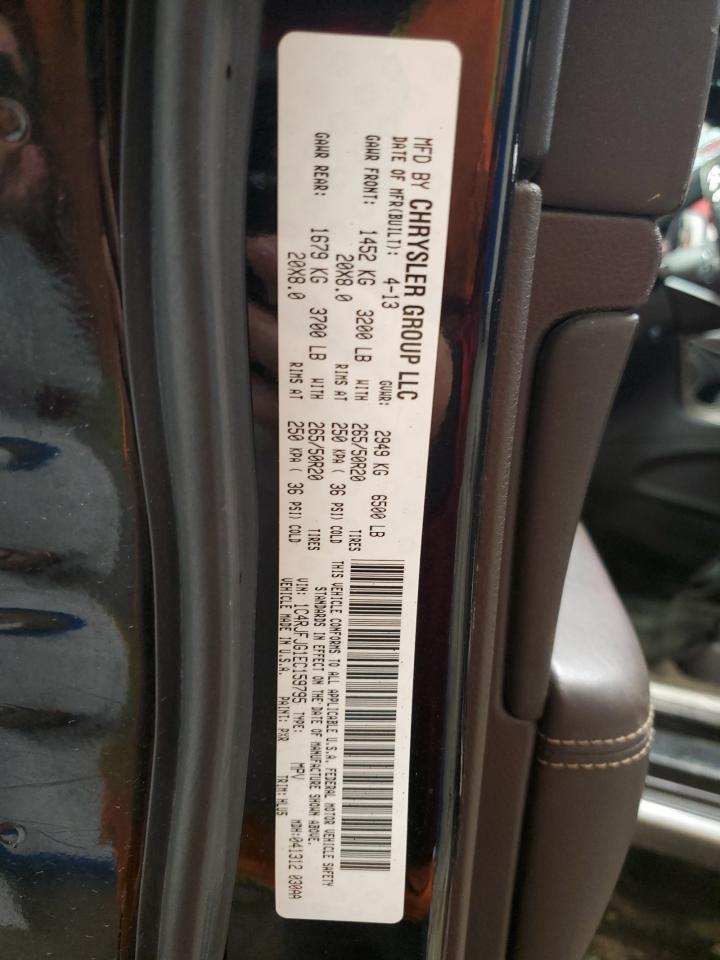 MFD BY CHRYSLER GROUP LLC
DATE OF MFR(BUILT): 4-13 GVWR: 2949 KG 6500 LB
GAWR FRONT: 1452 KG 3200 LB WITH 265/50R20 TIRES
20X8.0 RIMS AT 250 KPA ( 36 PSI) COLD
GAWR REAR: 1679 KG 3700 LB WITH 265/50R20 TIRES
20X8.0 RIMS AT 250 KPA ( 36 PSI) COLD
THIS VEHICLE CONFORMS TO ALL APPLICABLE U.S.A. FEDERAL MOTOR VEHICLE SAFETY
STANDARDS IN EFFECT ON THE DATE OF MANUFACTURE SHOWN ABOVE.
VIN: 1C4RJFJG1EC159795 TYPE: MPV MDH:041312 030AA
VEHICLE MADE IN U.S.A. PAINT: PXR TRIM: HLU5